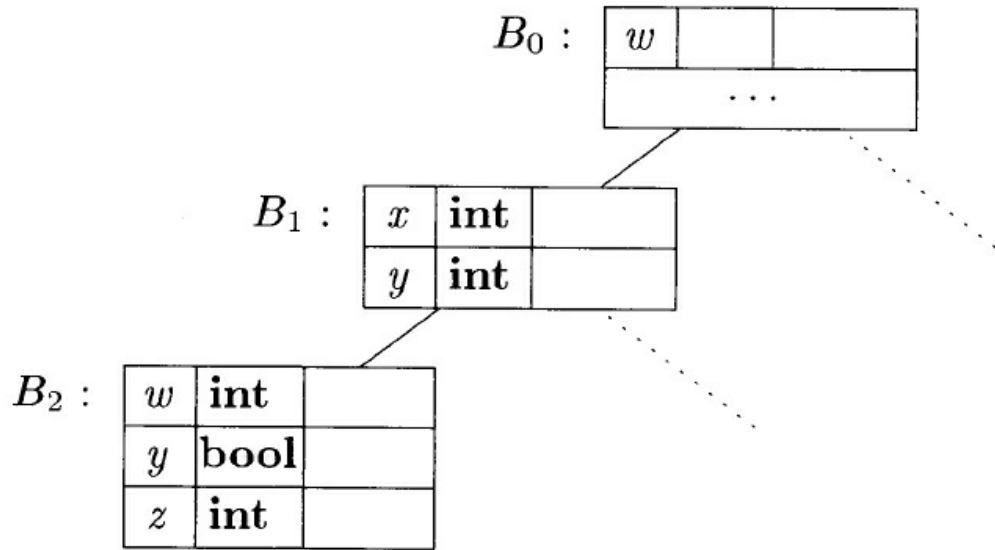 B₀ : w
...
B₁ : x int
y int
B₂ : w int
y bool
z int